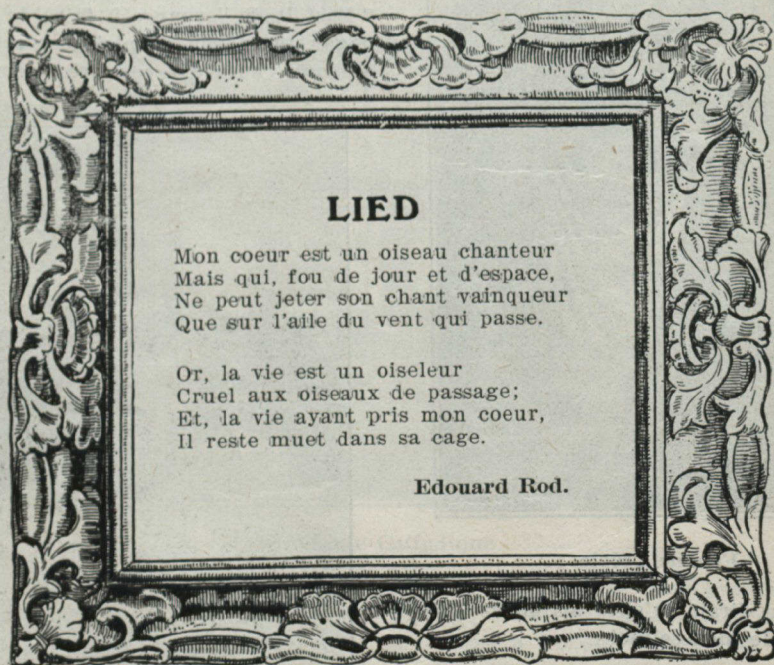 LIED
Mon coeur est un oiseau chanteur
Mais qui, fou de jour et d'espace,
Ne peut jeter son chant vainqueur
Que sur l'aile du vent qui passe.
Or, la vie est un oiseleur
Cruel aux oiseaux de passage;
Et, la vie ayant pris mon coeur,
Il reste muet dans sa cage.
Edouard Rod.